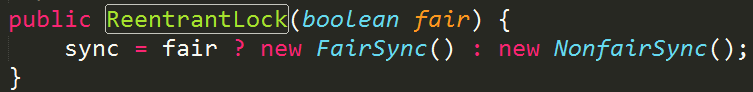 public ReentrantLock(boolean fair) {
    sync = fair ? new FairSync() : new NonfairSync();
}